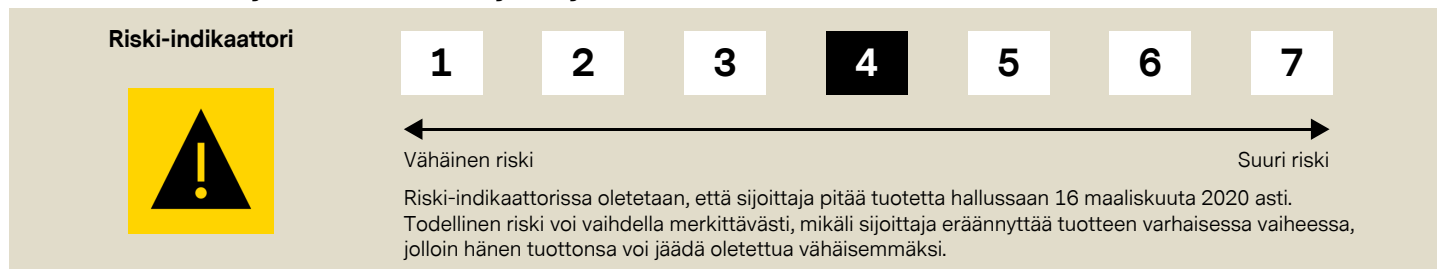 Riski-indikaattori
1 2 3 4 5 6 7
Vähäinen riski Suuri riski
Riski-indikaattorissa oletetaan, että sijoittaja pitää tuotetta hallussaan 16 maaliskuuta 2020 asti.
Todellinen riski voi vaihdella merkittävästi, mikäli sijoittaja eräännyttää tuotteen varhaisessa vaiheessa,
jolloin hänen tuottonsa voi jäädä oletettua vähäisemmäksi.